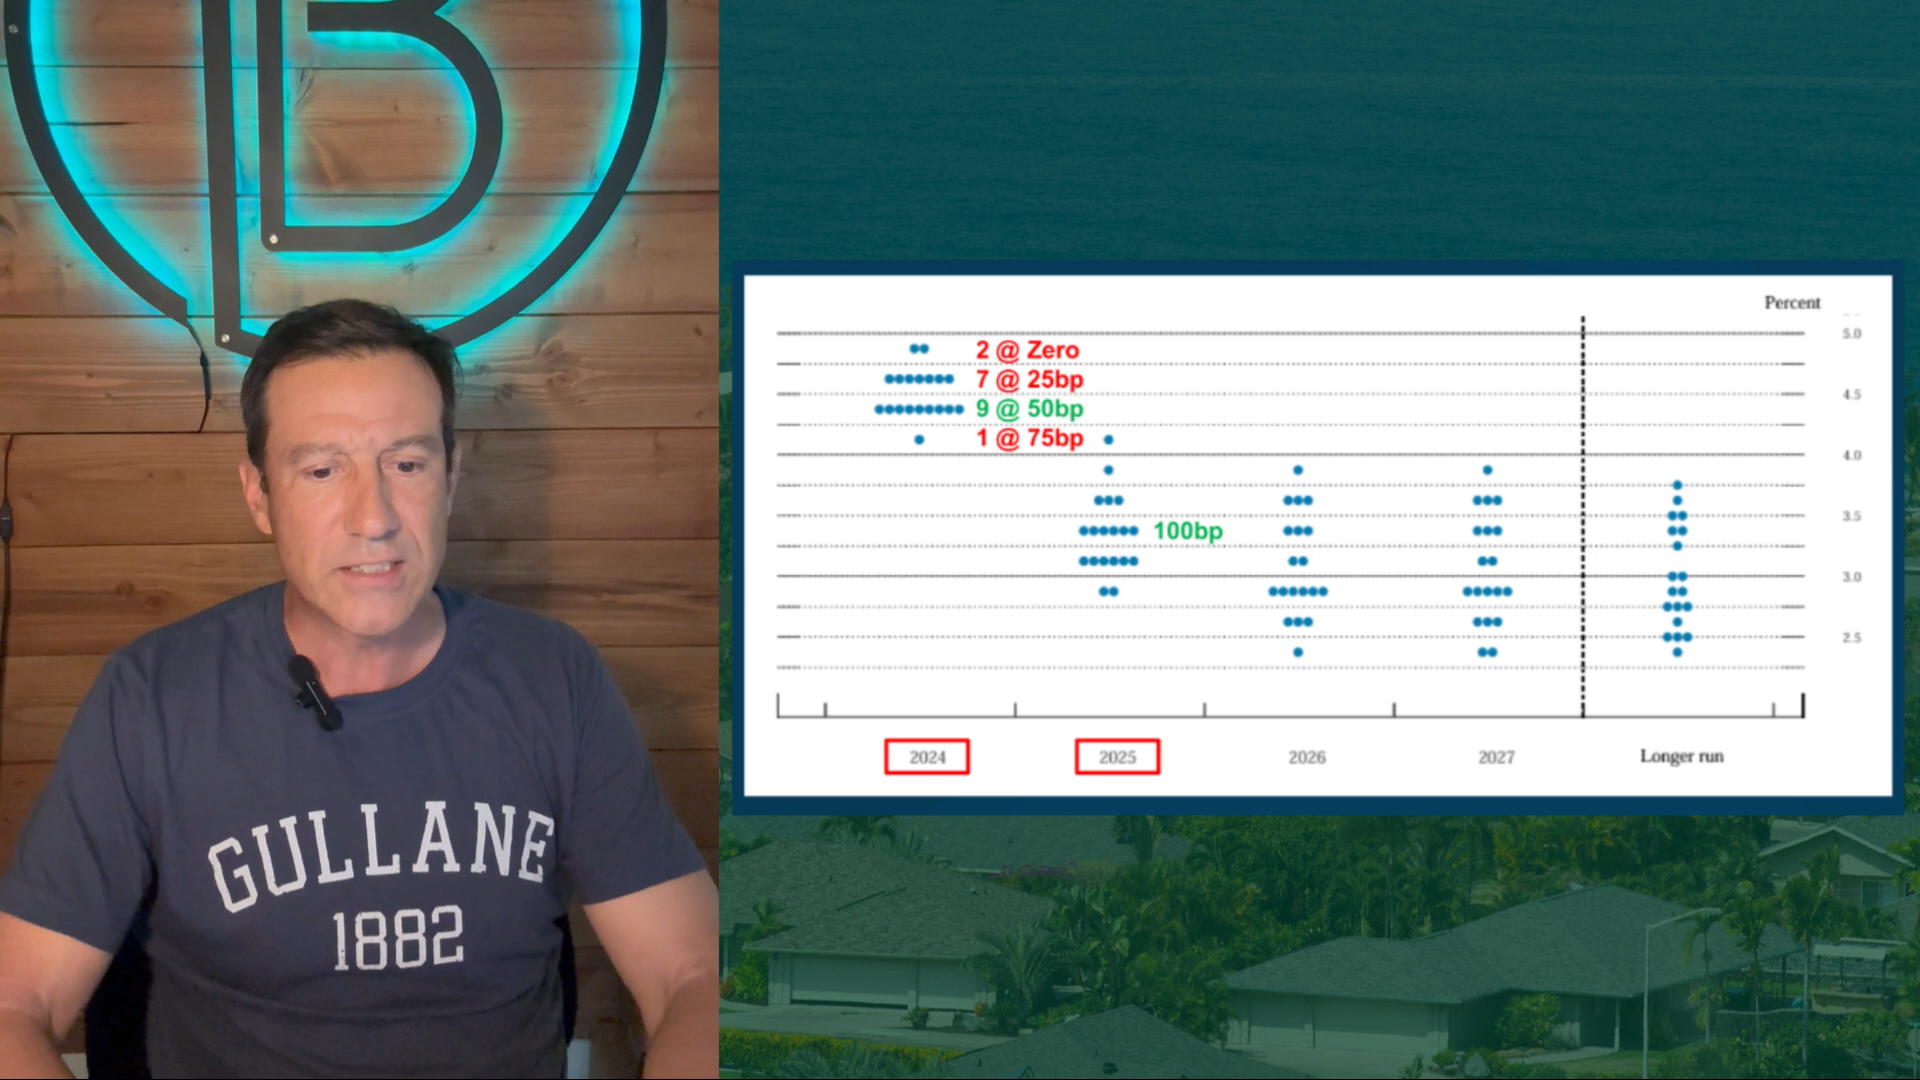 B
GULLANE
1882
Percent
5.0
2 @ Zero
7 @ 25bp
4.5
9 @ 50bp
1 @ 75bp
4.0
3.5
100bp
3.0
2.5
2024
2025
2026
2027
Longer run